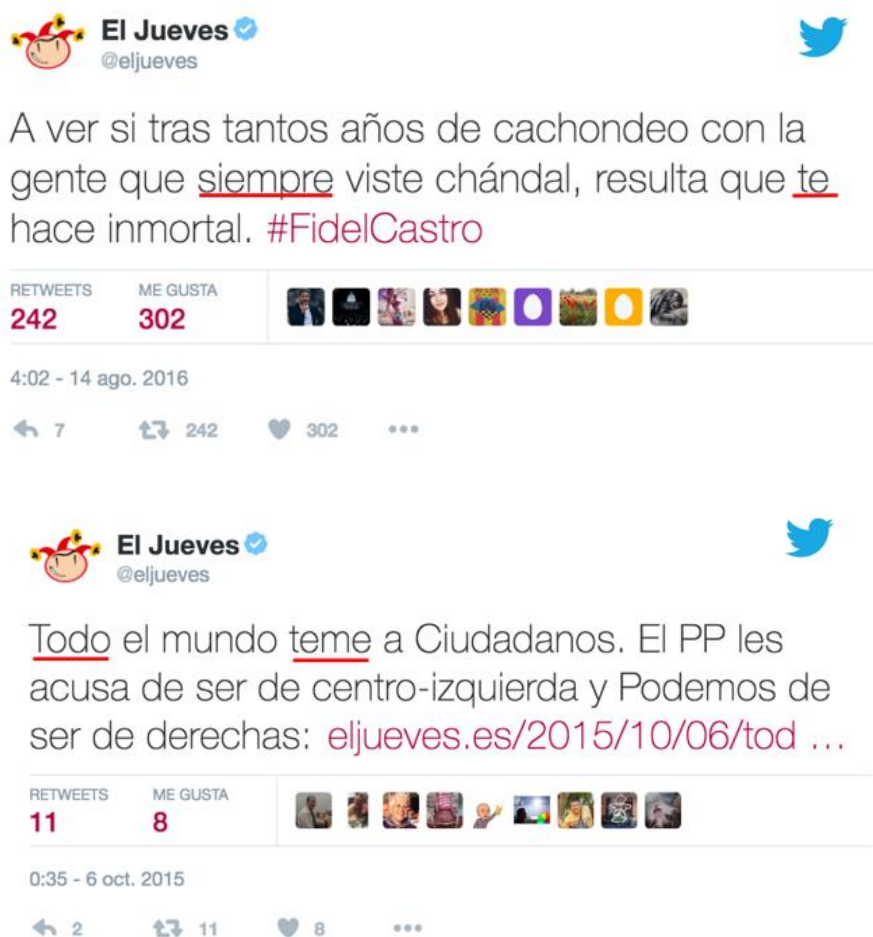 El Jueves
@eljueves
A ver si tras tantos años de cachondeo con la
gente que siempre viste chándal, resulta que te
hace inmortal. #FidelCastro
RETWEETS ME GUSTA
242 302
4:02 - 14 ago. 2016
7 242 302
El Jueves
@eljueves
Todo el mundo teme a Ciudadanos. El PP les
acusa de ser de centro-izquierda y Podemos de
ser de derechas: eljueves.es/2015/10/06/tod ...
RETWEETS ME GUSTA
11 8
0:35 - 6 oct. 2015
2 11 8